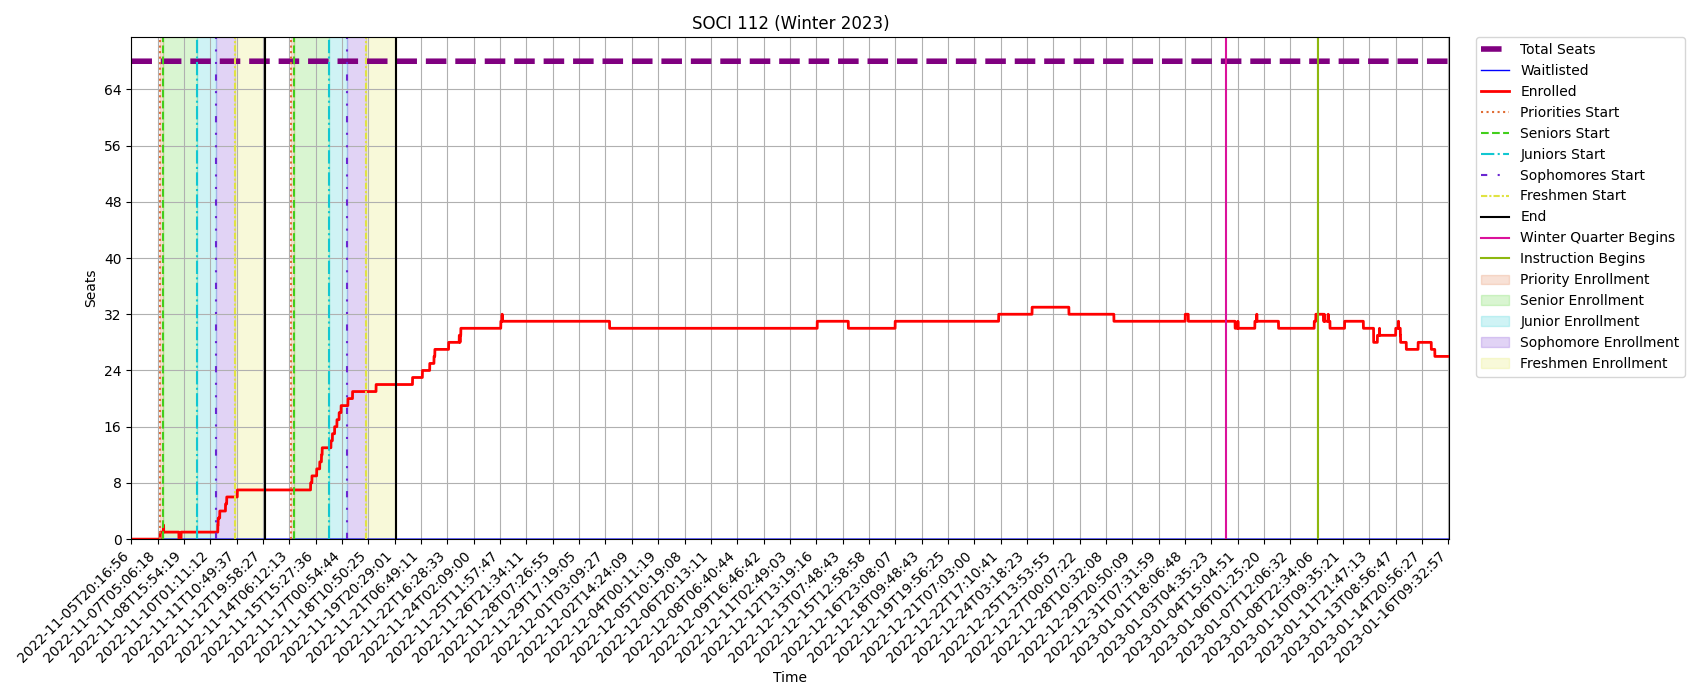 SOCI 112 (Winter 2023)
Seats
64
56
48
40
32
24
16
8
0
2022-11-05T20:16:56
2022-11-07T05:06:18
2022-11-08T15:54:19
2022-11-10T01:11:12
2022-11-11T10:49:37
2022-11-12T19:58:27
2022-11-14T06:12:13
2022-11-15T15:27:36
2022-11-17T00:54:44
2022-11-18T10:50:25
2022-11-19T20:29:01
2022-11-21T06:49:11
2022-11-22T16:28:33
2022-11-24T02:09:00
2022-11-25T11:57:47
2022-11-26T21:34:11
2022-11-28T07:26:55
2022-11-29T17:19:05
2022-12-01T03:09:27
2022-12-02T14:24:09
2022-12-04T00:11:19
2022-12-05T10:19:08
2022-12-06T20:13:11
2022-12-08T06:40:44
2022-12-09T16:46:42
2022-12-11T02:49:03
2022-12-12T13:19:16
2022-12-13T07:48:43
2022-12-15T12:58:58
2022-12-16T23:08:07
2022-12-18T09:48:43
2022-12-19T19:56:25
2022-12-21T07:03:00
2022-12-22T17:10:41
2022-12-24T03:18:23
2022-12-25T13:53:55
2022-12-27T00:07:22
2022-12-28T10:32:08
2022-12-29T20:50:09
2022-12-31T07:31:59
2023-01-01T18:06:48
2023-01-03T04:35:23
2023-01-04T15:04:51
2023-01-06T01:25:20
2023-01-07T12:06:32
2023-01-08T22:34:06
2023-01-10T09:35:21
2023-01-11T21:47:13
2023-01-13T08:56:47
2023-01-14T20:56:27
2023-01-16T09:32:57
Time
Total Seats
Waitlisted
Enrolled
Priorities Start
Seniors Start
Juniors Start
Sophomores Start
Freshmen Start
End
Winter Quarter Begins
Instruction Begins
Priority Enrollment
Senior Enrollment
Junior Enrollment
Sophomore Enrollment
Freshmen Enrollment